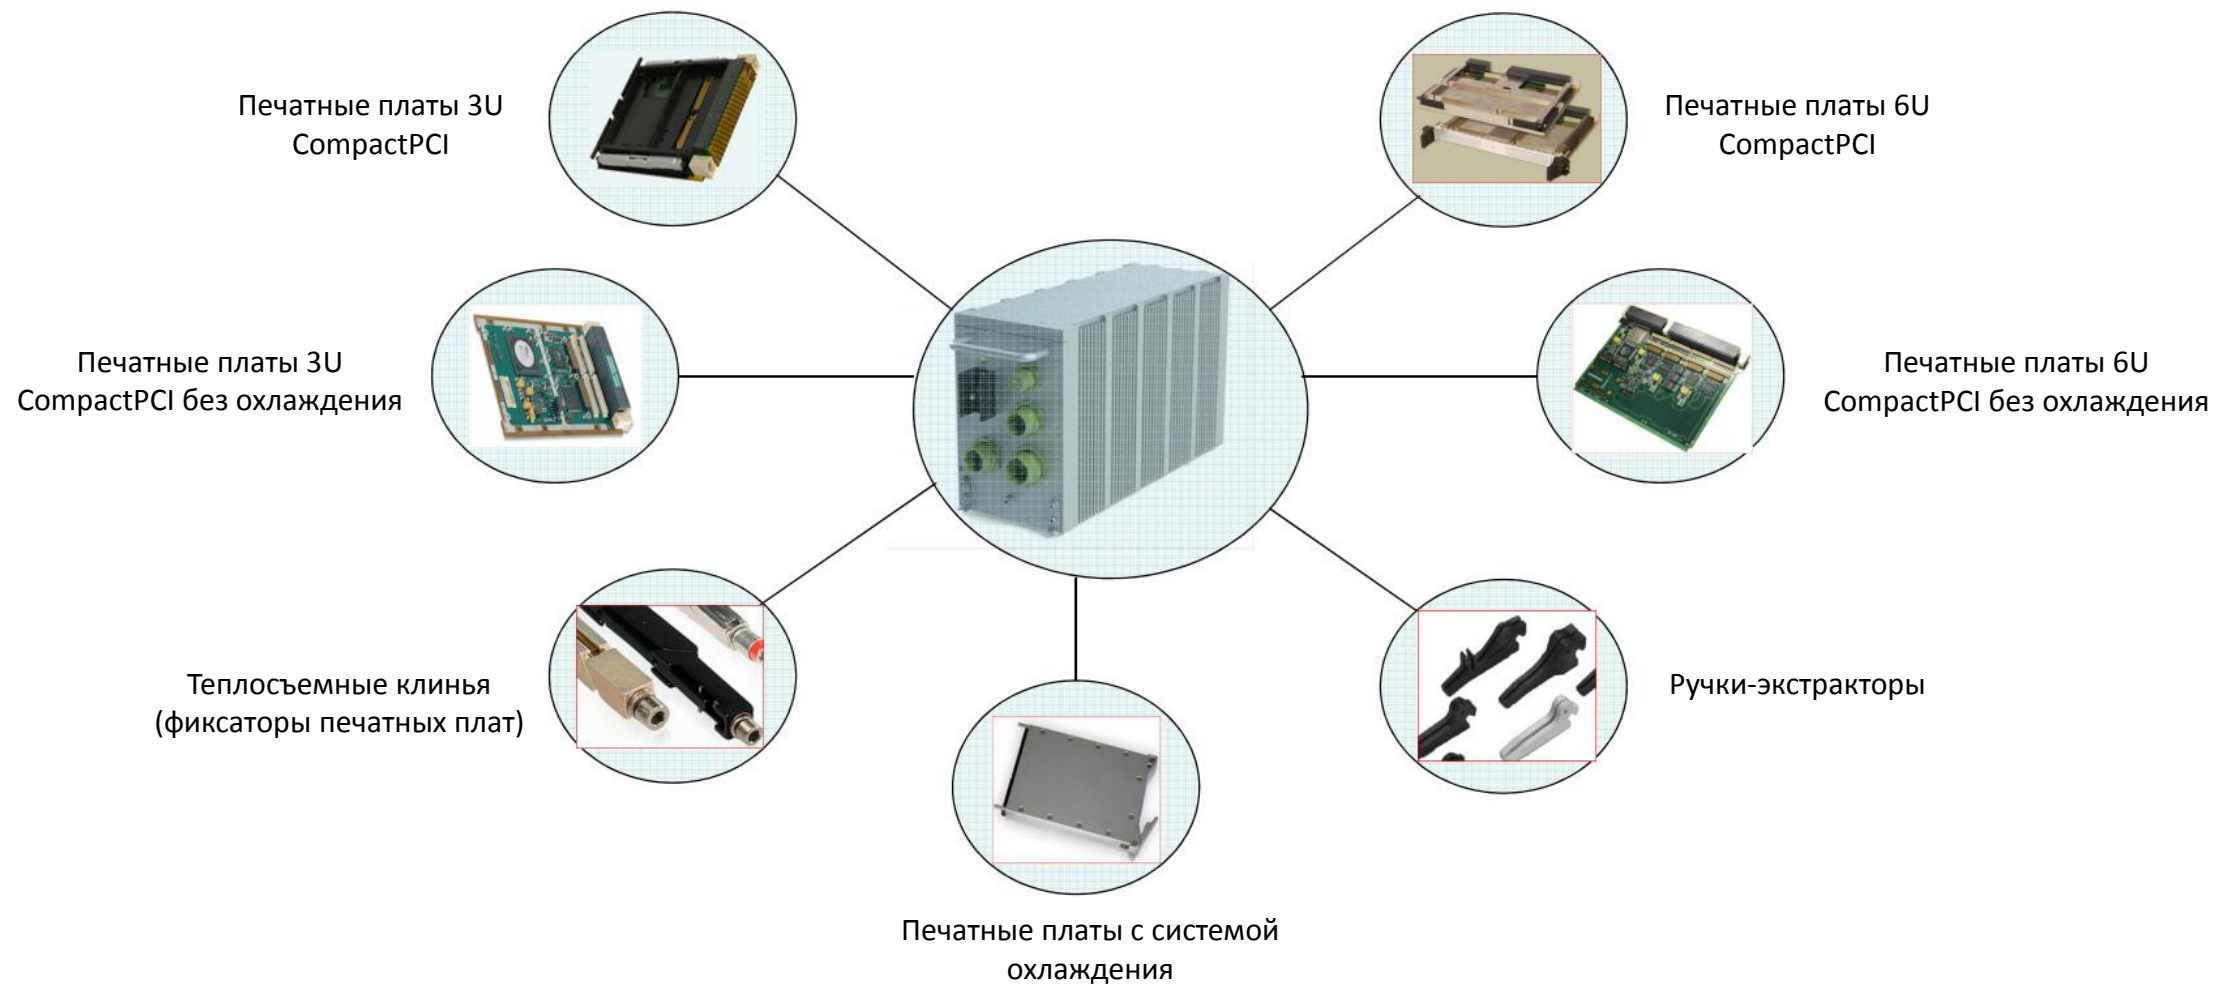 Печатные платы 3U
CompactPCI
Печатные платы 6U
CompactPCI
Печатные платы 3U
CompactPCI без охлаждения
Печатные платы 6U
CompactPCI без охлаждения
Теплосъемные клинья
(фиксаторы печатных плат)
Ручки-экстракторы
Печатные платы с системой
охлаждения